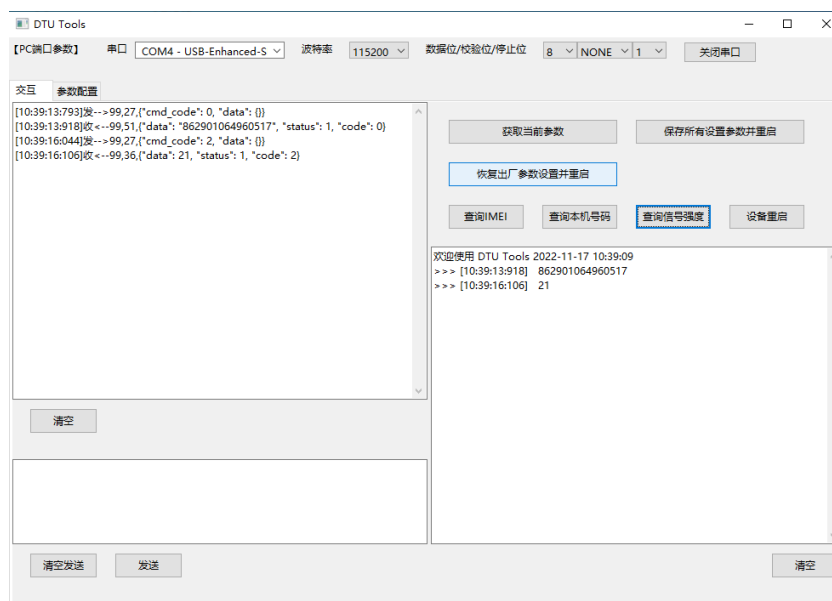 DTU Tools
【PC端口参数】 串口 COM4 - USB-Enhanced-S 波特率 115200 数据位/校验位/停止位 8 NONE 1 关闭串口
交互 参数配置
[10:39:13:793]发-->99,27,{"cmd_code": 0, "data": {}}
[10:39:13:918]收<--99,51,{"data": "862901064960517", "status": 1, "code": 0}
[10:39:16:044]发-->99,27,{"cmd_code": 2, "data": {}}
[10:39:16:106]收<--99,36,{"data": 21, "status": 1, "code": 2}
获取当前参数 保存所有设置参数并重启
恢复出厂参数设置并重启
查询IMEI 查询本机号码 查询信号强度 设备重启
欢迎使用 DTU Tools 2022-11-17 10:39:09
>>> [10:39:13:918] 862901064960517
>>> [10:39:16:106] 21
清空
清空发送 发送 清空